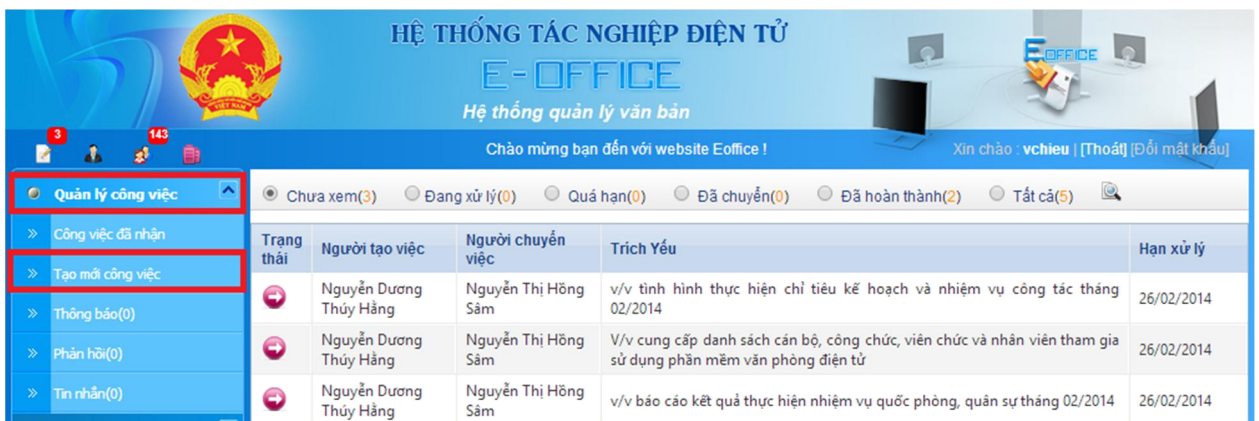 HỆ THỐNG TÁC NGHIỆP ĐIỆN TỬ
E-OFFICE
Hệ thống quản lý văn bản
E-OFFICE
VIỆT NAM
3
143
Chào mừng bạn đến với website Eoffice !
Xin chào : vchieu | [Thoát] [Đổi mật khẩu]
Quản lý công việc
Công việc đã nhận
Tạo mới công việc
Thông báo(0)
Phản hồi(0)
Tin nhắn(0)
Chưa xem(3) Đang xử lý(0) Quá hạn(0) Đã chuyển(0) Đã hoàn thành(2) Tất cả(5)
Trạng thái Người tạo việc Người chuyển việc Trích Yếu Hạn xử lý
Nguyễn Dương Thúy Hằng Nguyễn Thị Hồng Sâm v/v tình hình thực hiện chỉ tiêu kế hoạch và nhiệm vụ công tác tháng 02/2014 26/02/2014
Nguyễn Dương Thúy Hằng Nguyễn Thị Hồng Sâm V/v cung cấp danh sách cán bộ, công chức, viên chức và nhân viên tham gia sử dụng phần mềm văn phòng điện tử 26/02/2014
Nguyễn Dương Thúy Hằng Nguyễn Thị Hồng Sâm v/v báo cáo kết quả thực hiện nhiệm vụ quốc phòng, quân sự tháng 02/2014 26/02/2014